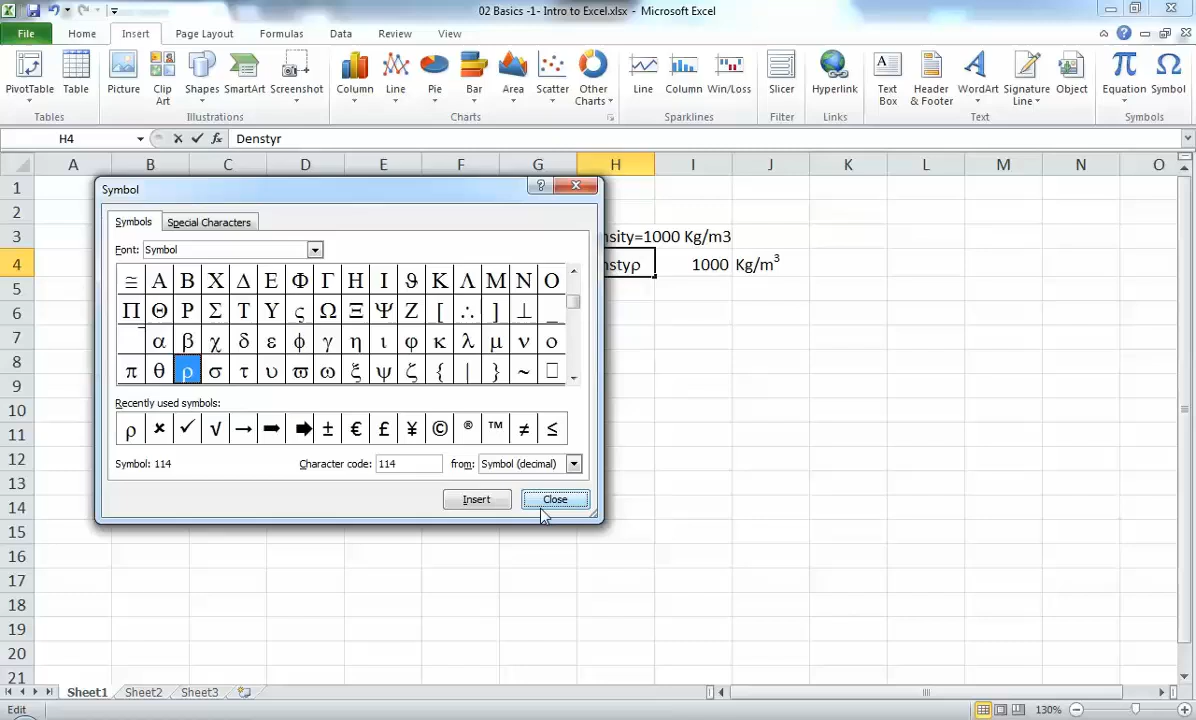 02 Basics -1- Intro to Excel.xlsx - Microsoft Excel
File Home Insert Page Layout Formulas Data Review View
PivotTable Table Picture Clip Art Shapes SmartArt Screenshot Column Line Pie Bar Area Scatter Other Charts Line Column Win/Loss Slicer Hyperlink Text Box Header & Footer WordArt Signature Line Object Equation Symbol
Tables Illustrations Charts Sparklines Filter Links Text Symbols
H4 fx Denstyr
A B C D E F G H I J K L M N O
1
Symbol
2
Symbols Special Characters
3 nsity=1000 Kg/m3
Font: Symbol
4 nstyρ 1000 Kg/m³
≅ Α Β Χ Δ Ε Φ Γ Η Ι ϑ Κ Λ Μ Ν Ο
5
Π Θ Ρ Σ Τ Υ ς Ω Ξ Ψ Ζ [ ∴ ] ⊥ _
6
‾ α β χ δ ε ϕ γ η ι φ κ λ μ ν ο
7
π θ ρ σ τ υ ϖ ω ξ ψ ζ { | } ~ □
8
9
Recently used symbols:
10
ρ × ✓ √ → ➡ ➡ ± € £ ¥ © ® ™ ≠ ≤
11
12
Symbol: 114 Character code: 114 from: Symbol (decimal)
13
Insert Close
14
15
16
17
18
19
20
21
Sheet1 Sheet2 Sheet3
Edit 130%